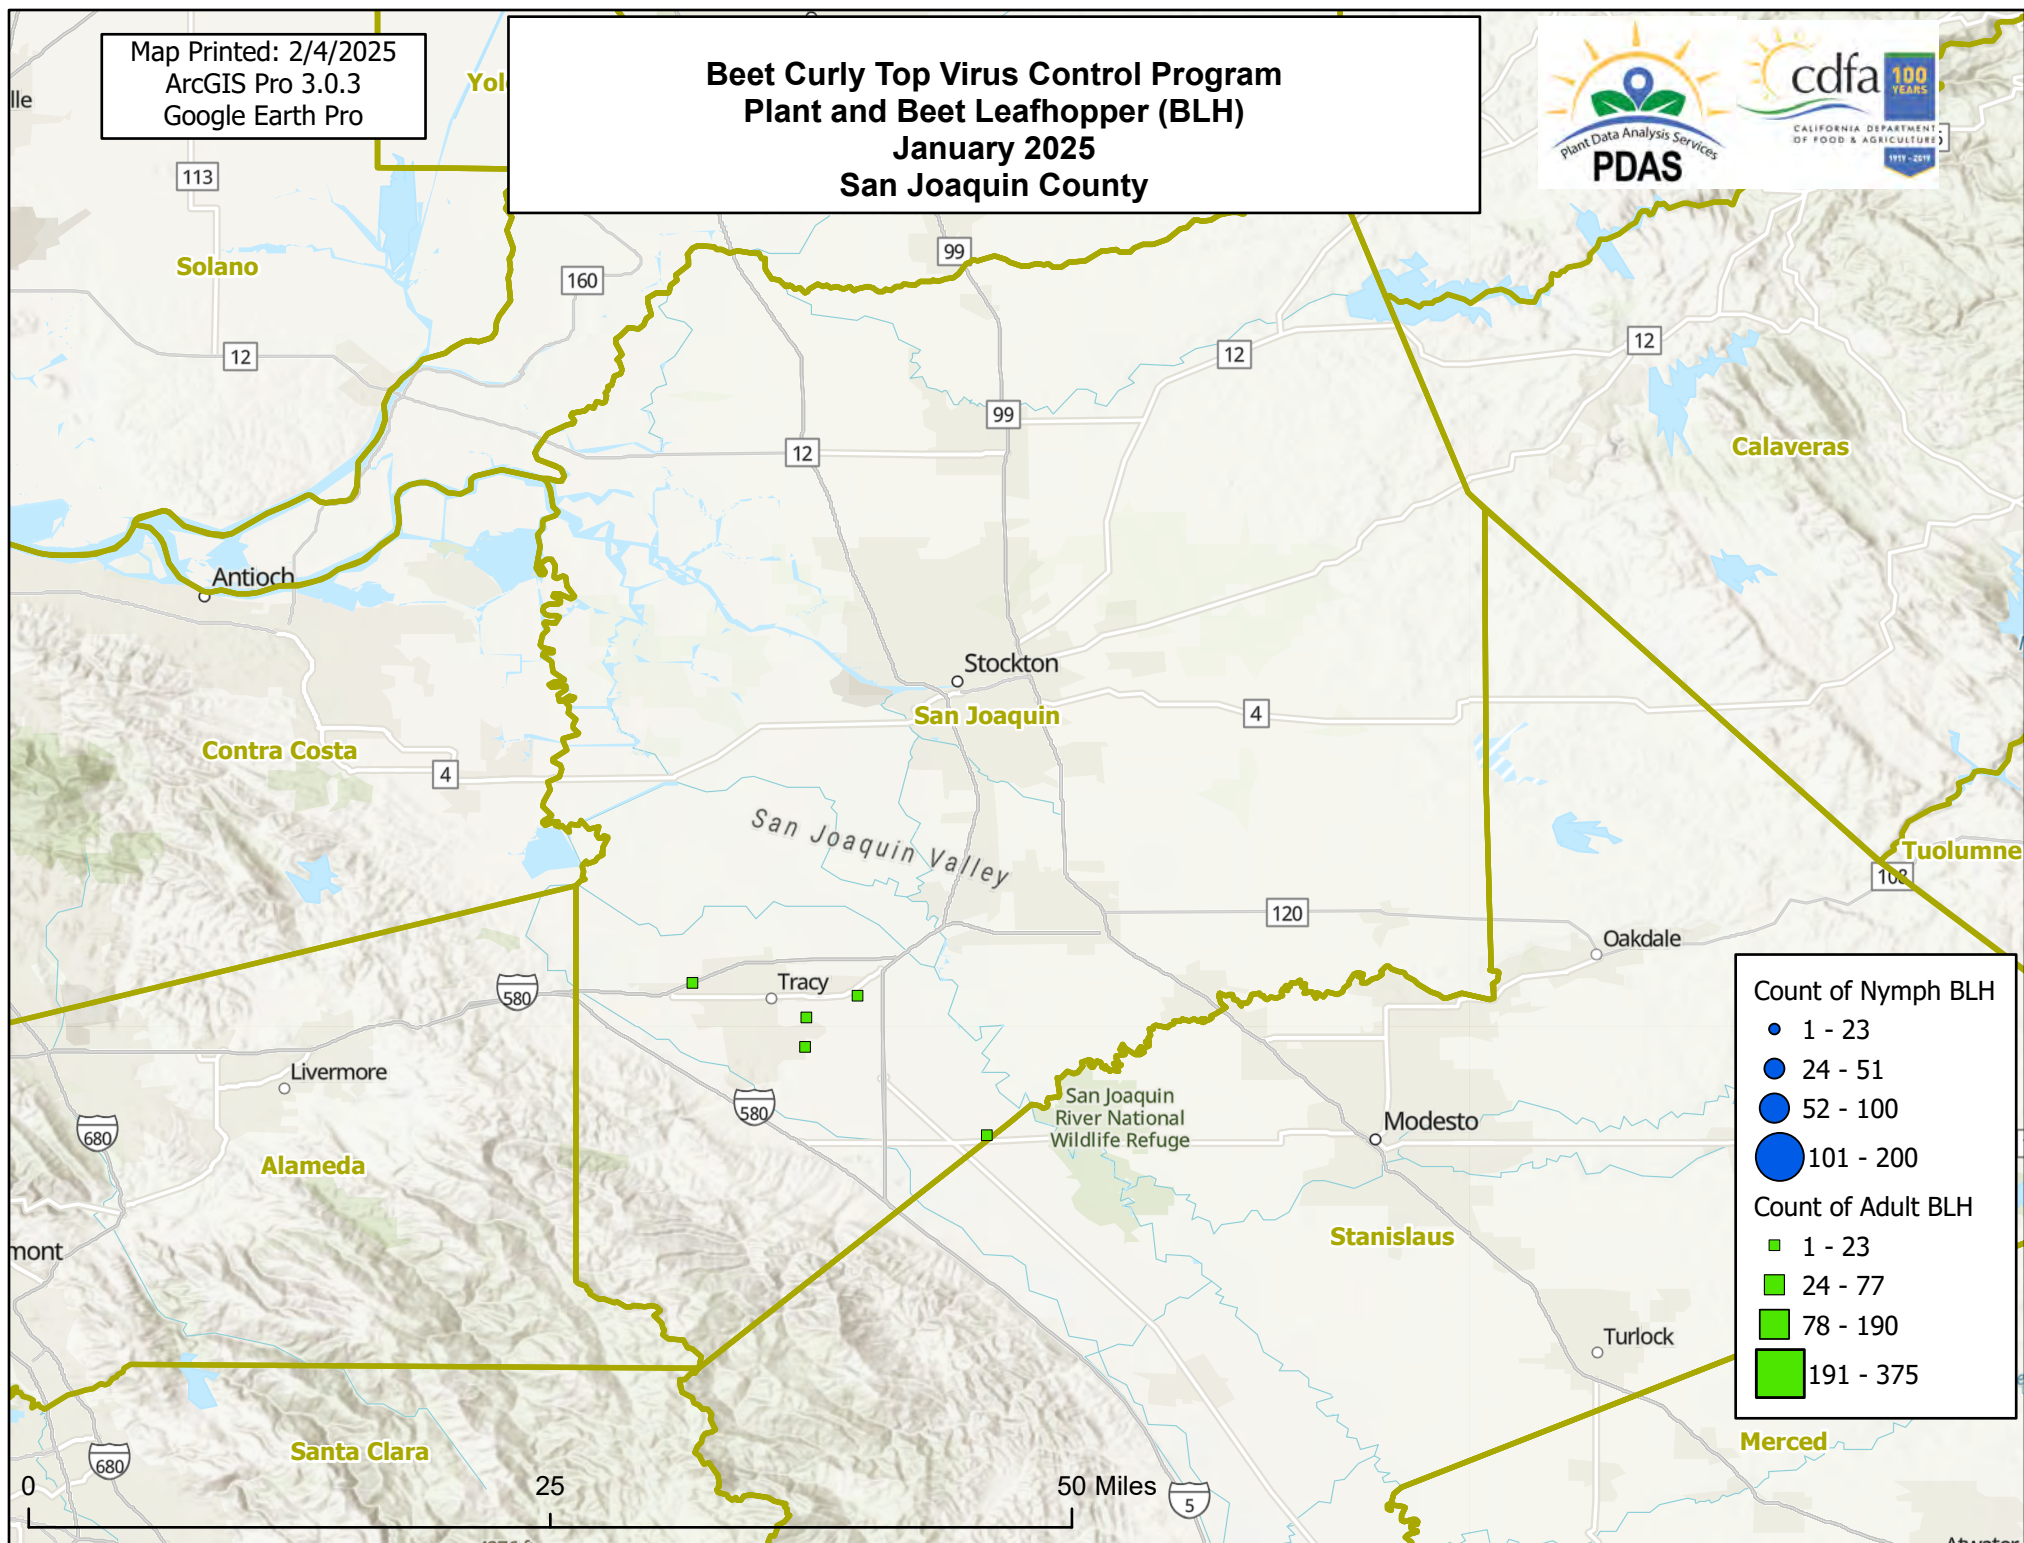 Map Printed: 2/4/2025
ArcGIS Pro 3.0.3
Google Earth Pro
Beet Curly Top Virus Control Program
Plant and Beet Leafhopper (BLH)
January 2025
San Joaquin County
Plant Data Analysis Services
PDAS
cdfa
100
YEARS
CALIFORNIA DEPARTMENT
OF FOOD & AGRICULTURE
1919 - 2019
113
Solano
160
99
12
12
12
99
12
Calaveras
Antioch
Stockton
San Joaquin
4
Contra Costa
4
San Joaquin Valley
Tuolumne
108
120
Oakdale
580
Tracy
Livermore
580
680
San Joaquin
River National
Wildlife Refuge
Modesto
Alameda
Stanislaus
Turlock
Santa Clara
680
Merced
5
0
25
50 Miles
Count of Nymph BLH
1 - 23
24 - 51
52 - 100
101 - 200
Count of Adult BLH
1 - 23
24 - 77
78 - 190
191 - 375